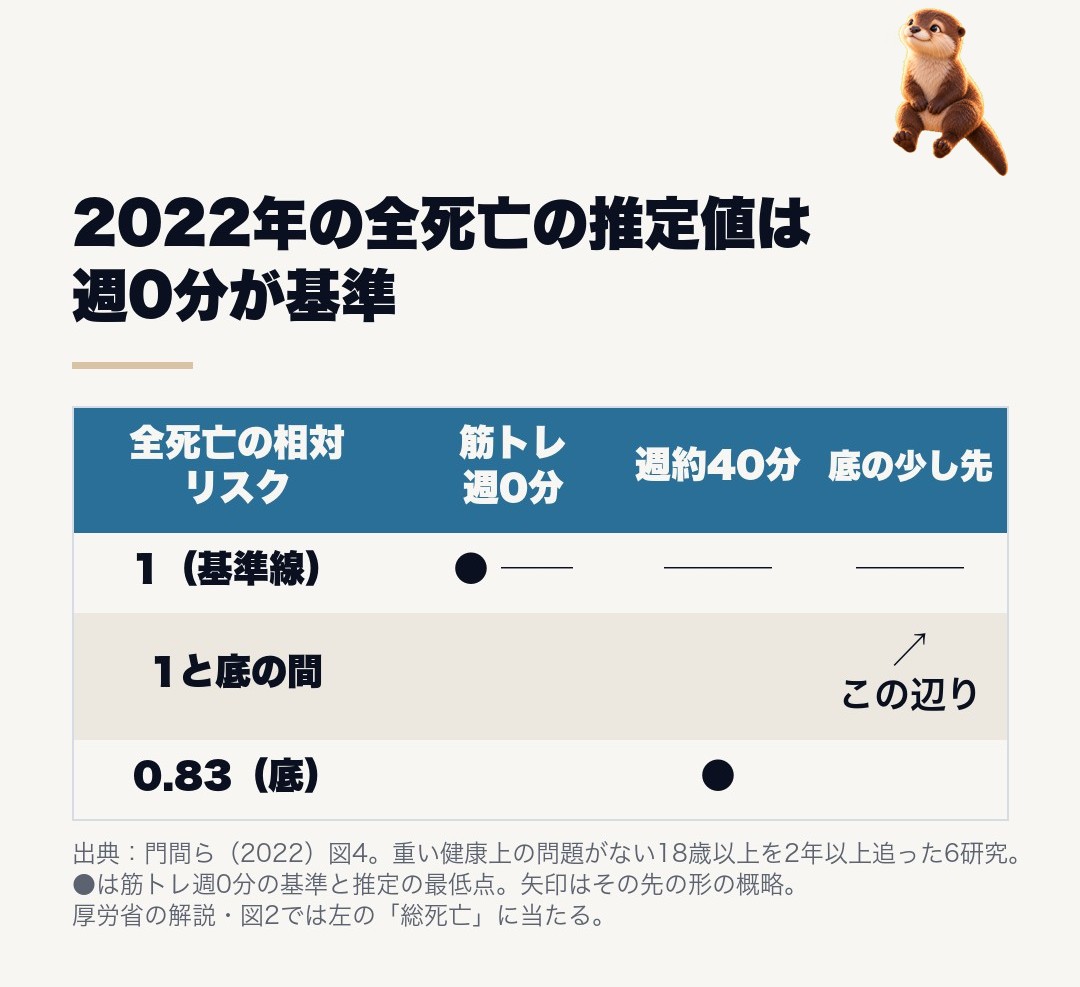 2022年の全死亡の推定値は
週0分が基準
全死亡の相対
リスク
筋トレ
週0分
週約40分
底の少し先
1（基準線）
1と底の間
この辺り
0.83（底）
出典：門間ら（2022）図4。重い健康上の問題がない18歳以上を2年以上追った6研究。
●は筋トレ週0分の基準と推定の最低点。矢印はその先の形の概略。
厚労省の解説・図2では左の「総死亡」に当たる。